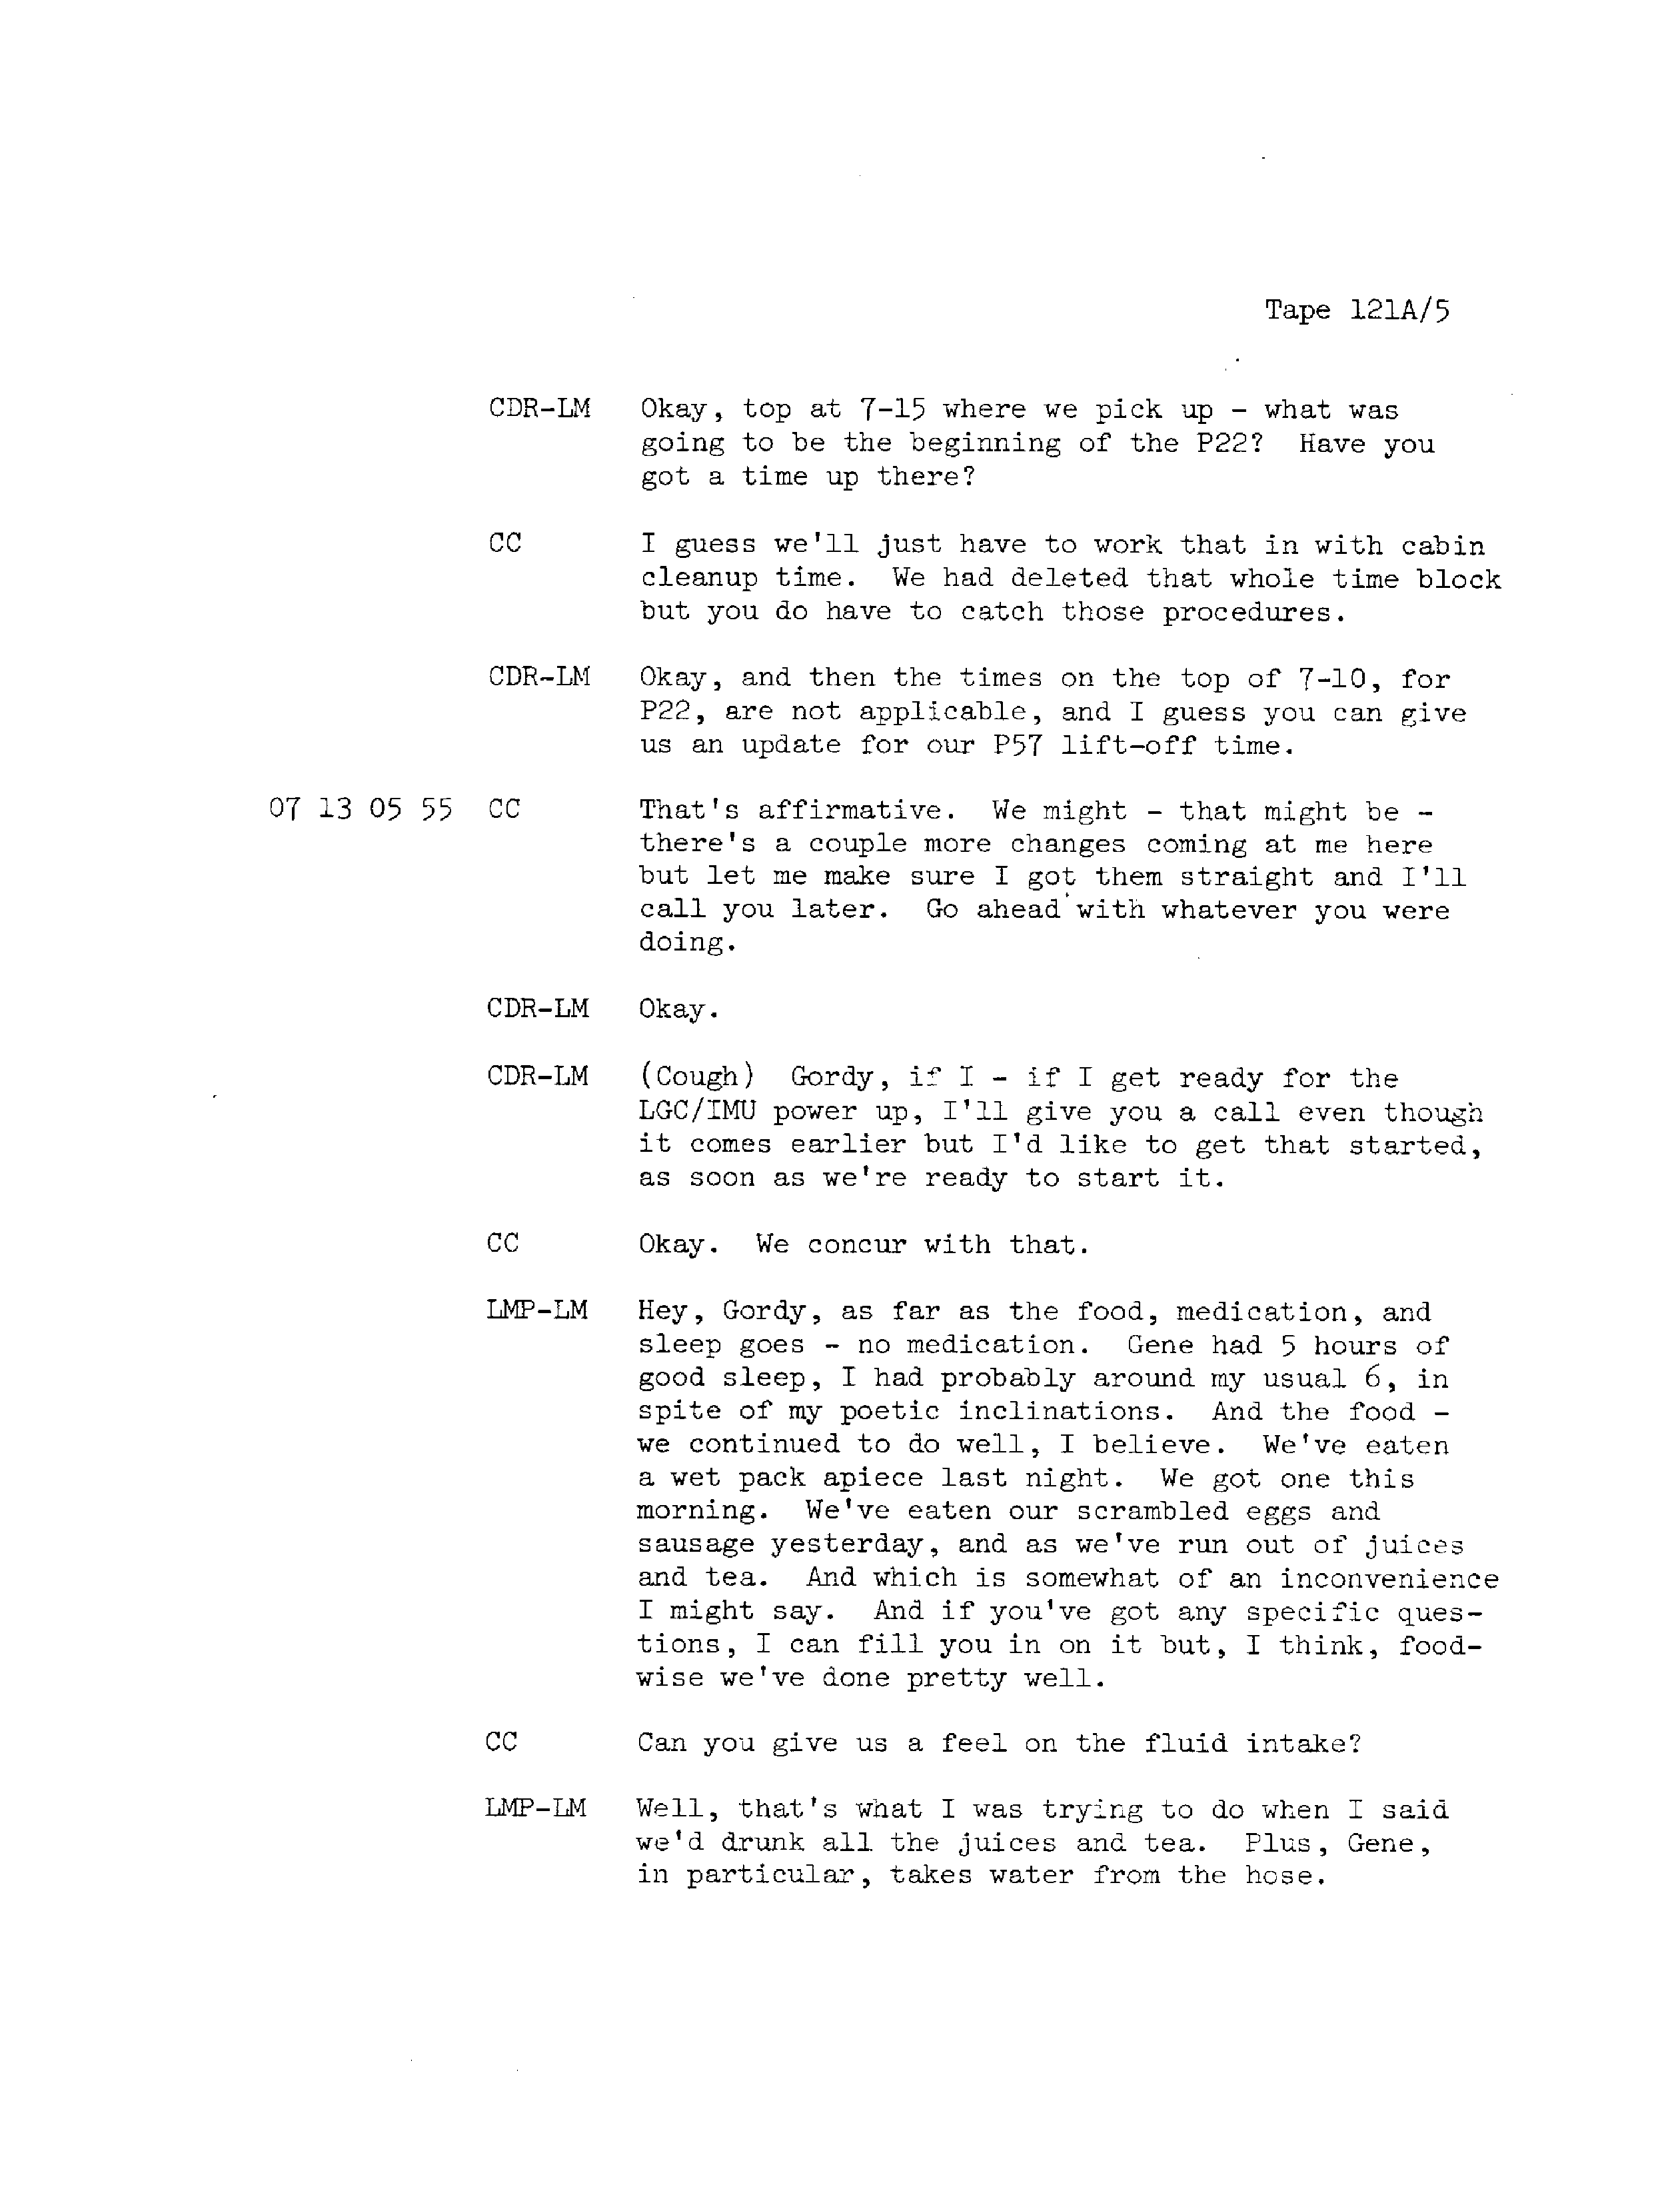 Tape 121A/5
CDR-LM Okay, top at 7-15 where we pick up - what was
going to be the beginning of the P22? Have you
got a time up there?
CC I guess we'll just have to work that in with cabin
cleanup time. We had deleted that whole time block
but you do have to catch those procedures.
CDR-LM Okay, and then the times on the top of 7-10, for
P22, are not applicable, and I guess you can give
us an update for our P57 lift-off time.
07 13 05 55 CC That's affirmative. We might - that might be -
there's a couple more changes coming at me here
but let me make sure I got them straight and I'll
call you later. Go ahead with whatever you were
doing.
CDR-LM Okay.
CDR-LM (Cough) Gordy, if I - if I get ready for the
LGC/IMU power up, I'll give you a call even though
it comes earlier but I'd like to get that started,
as soon as we're ready to start it.
CC Okay. We concur with that.
LMP-LM Hey, Gordy, as far as the food, medication, and
sleep goes - no medication. Gene had 5 hours of
good sleep, I had probably around my usual 6, in
spite of my poetic inclinations. And the food -
we continued to do well, I believe. We've eaten
a wet pack apiece last night. We got one this
morning. We've eaten our scrambled eggs and
sausage yesterday, and as we've run out of juices
and tea. And which is somewhat of an inconvenience
I might say. And if you've got any specific ques-
tions, I can fill you in on it but, I think, food-
wise we've done pretty well.
CC Can you give us a feel on the fluid intake?
LMP-LM Well, that's what I was trying to do when I said
we'd drunk all the juices and tea. Plus, Gene,
in particular, takes water from the hose.